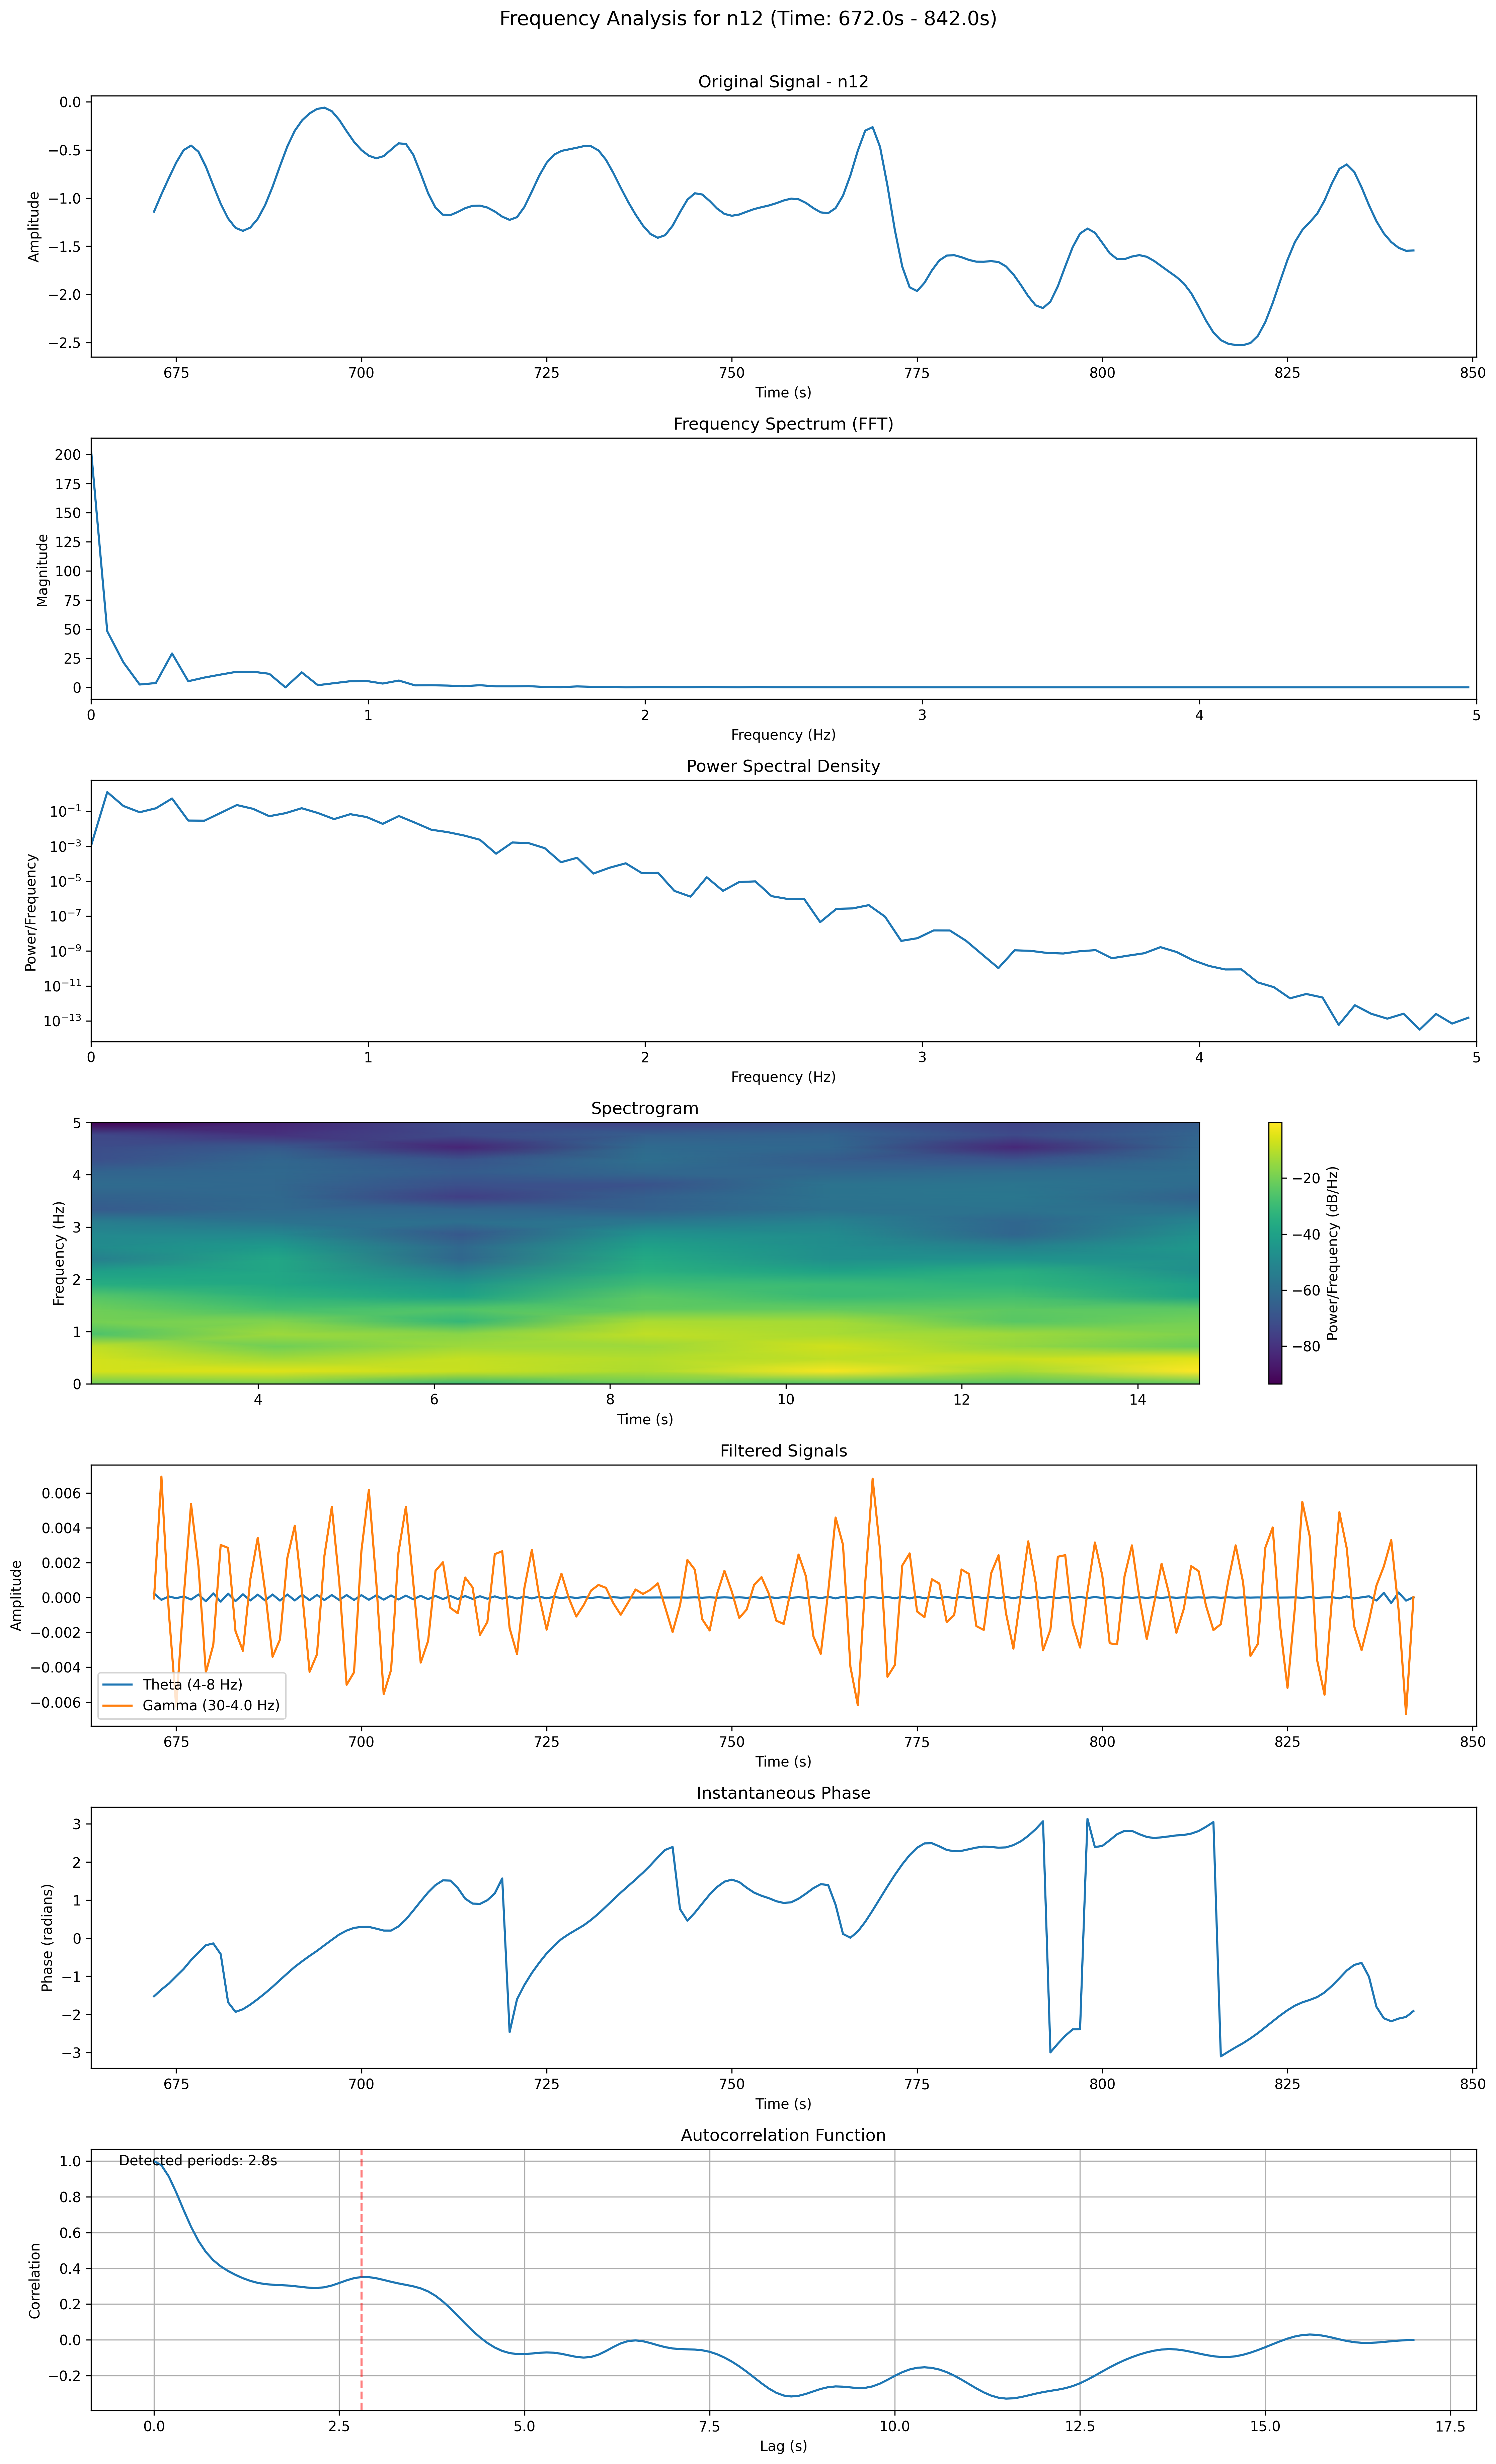 Frequency Analysis for n12 (Time: 672.0s - 842.0s)
Original Signal - n12
0.0
−0.5
−1.0
−1.5
−2.0
−2.5
Amplitude
675 700 725 750 775 800 825 850
Time (s)
Frequency Spectrum (FFT)
200
175
150
125
100
75
50
25
0
Magnitude
0 1 2 3 4 5
Frequency (Hz)
Power Spectral Density
10⁻¹
10⁻³
10⁻⁵
10⁻⁷
10⁻⁹
10⁻¹¹
10⁻¹³
Power/Frequency
0 1 2 3 4 5
Frequency (Hz)
Spectrogram
5
4
3
2
1
0
Frequency (Hz)
4 6 8 10 12 14
Time (s)
−20
−40
−60
−80
Power/Frequency (dB/Hz)
Filtered Signals
0.006
0.004
0.002
0.000
−0.002
−0.004
−0.006
Amplitude
Theta (4-8 Hz)
Gamma (30-4.0 Hz)
675 700 725 750 775 800 825 850
Time (s)
Instantaneous Phase
3
2
1
0
−1
−2
−3
Phase (radians)
675 700 725 750 775 800 825 850
Time (s)
Autocorrelation Function
Detected periods: 2.8s
1.0
0.8
0.6
0.4
0.2
0.0
−0.2
Correlation
0.0 2.5 5.0 7.5 10.0 12.5 15.0 17.5
Lag (s)